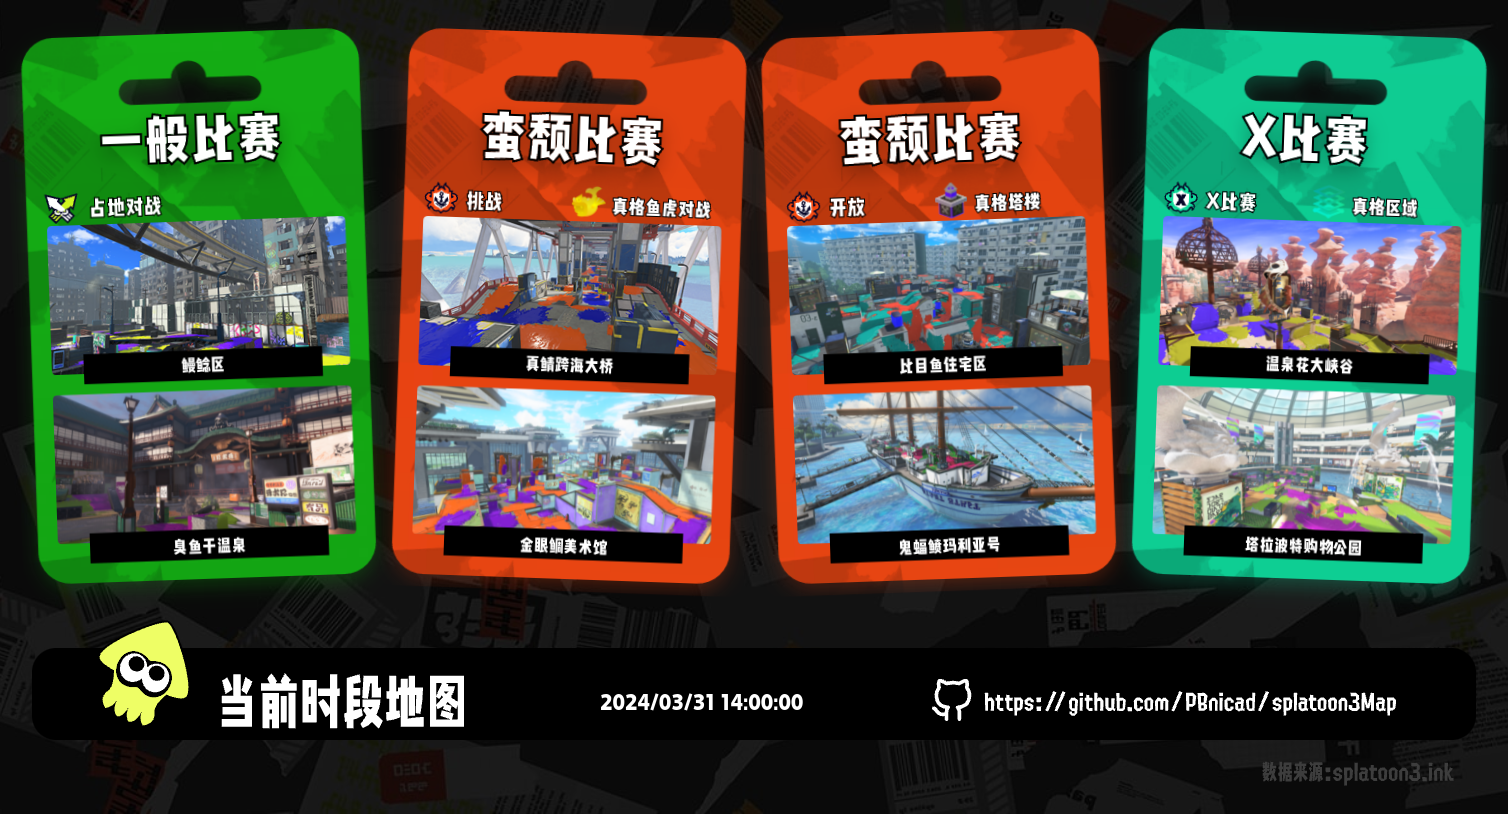 一般比赛
占地对战
鳗鲶区
臭鱼干温泉
蛮颓比赛
挑战
真格鱼虎对战
真鲭跨海大桥
金眼鲷美术馆
蛮颓比赛
开放
真格塔楼
比目鱼住宅区
鬼蝠鲼玛利亚号
X比赛
X比赛
真格区域
温泉花大峡谷
塔拉波特购物公园
当前时段地图
2024/03/31 14:00:00
https://github.com/PBnicad/splatoon3Map
数据来源:splatoon3.ink